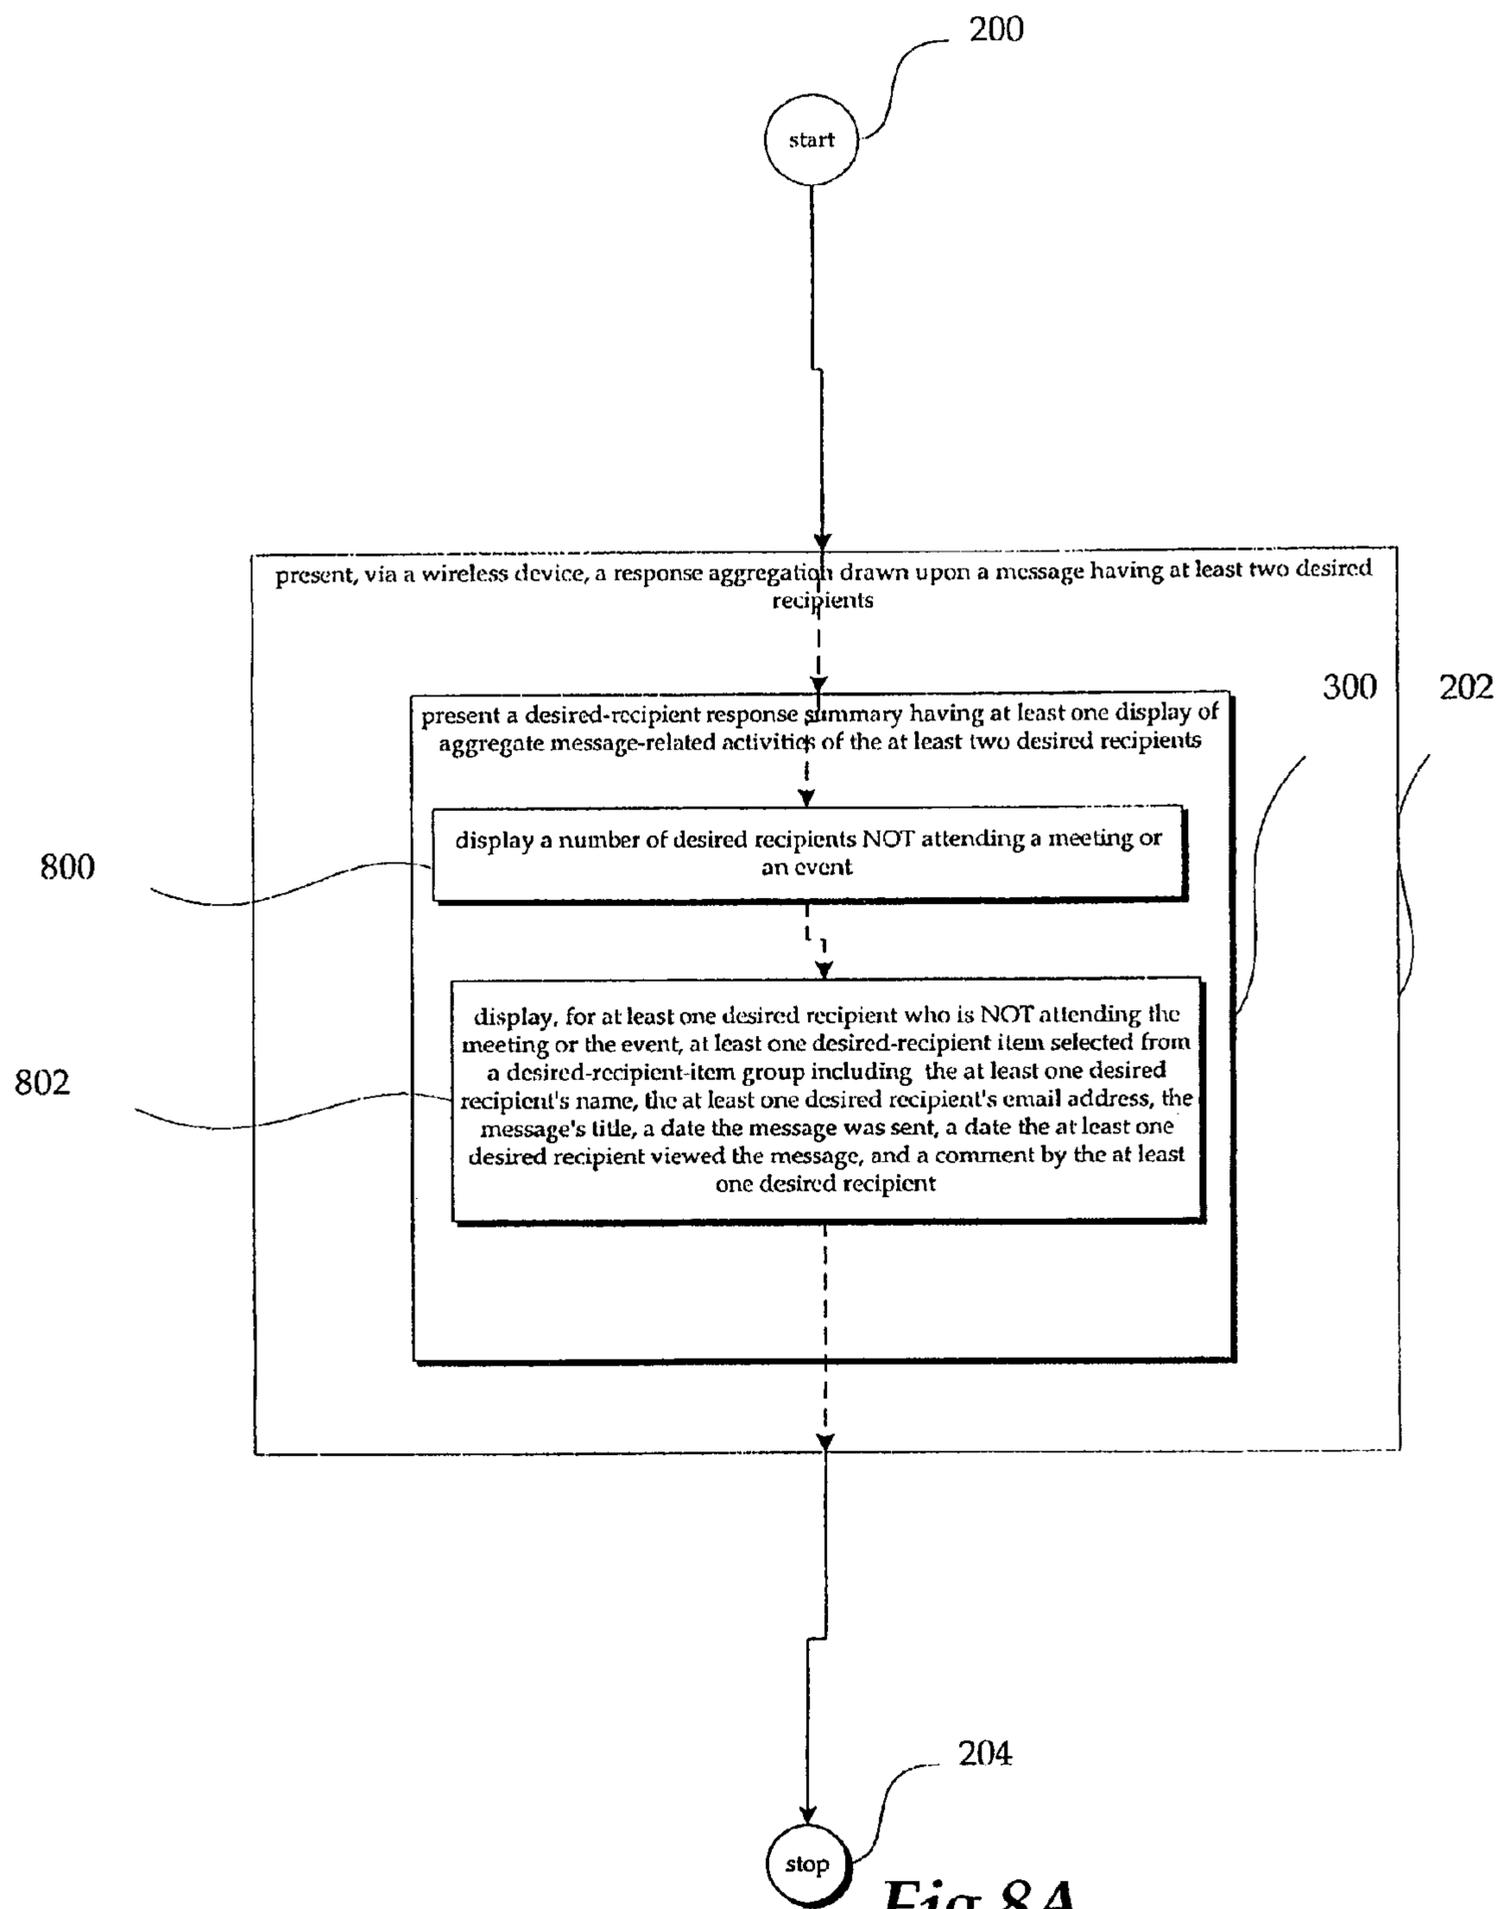 200
start
present, via a wireless device, a response aggregation drawn upon a message having at least two desired
recipients
300
202
present a desired-recipient response summary having at least one display of
aggregate message-related activities of the at least two desired recipients
display a number of desired recipients NOT attending a meeting or
an event
800
display, for at least one desired recipient who is NOT attending the
meeting or the event, at least one desired-recipient item selected from
a desired-recipient-item group including the at least one desired
recipient's name, the at least one desired recipient's email address, the
message's title, a date the message was sent, a date the at least one
desired recipient viewed the message, and a comment by the at least
one desired recipient
802
204
stop
Fig 8A